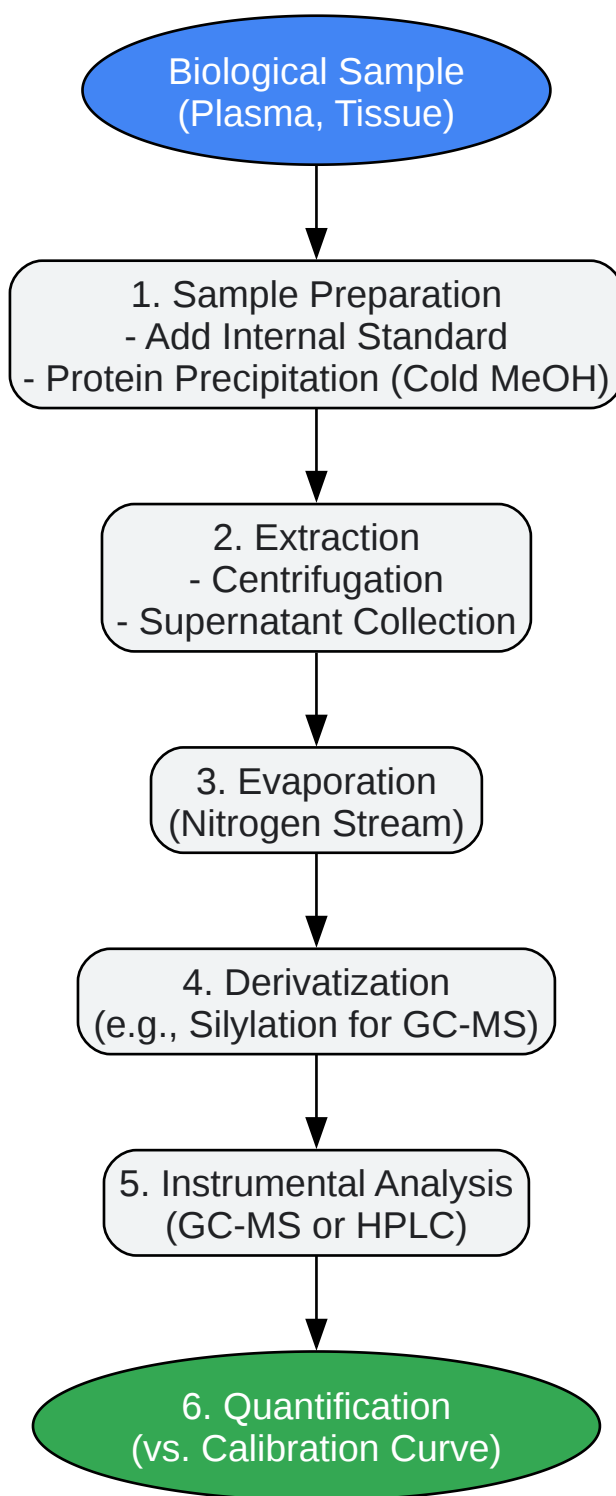 Biological Sample
(Plasma, Tissue)
1. Sample Preparation
- Add Internal Standard
- Protein Precipitation (Cold MeOH)
2. Extraction
- Centrifugation
- Supernatant Collection
3. Evaporation
(Nitrogen Stream)
4. Derivatization
(e.g., Silylation for GC-MS)
5. Instrumental Analysis
(GC-MS or HPLC)
6. Quantification
(vs. Calibration Curve)